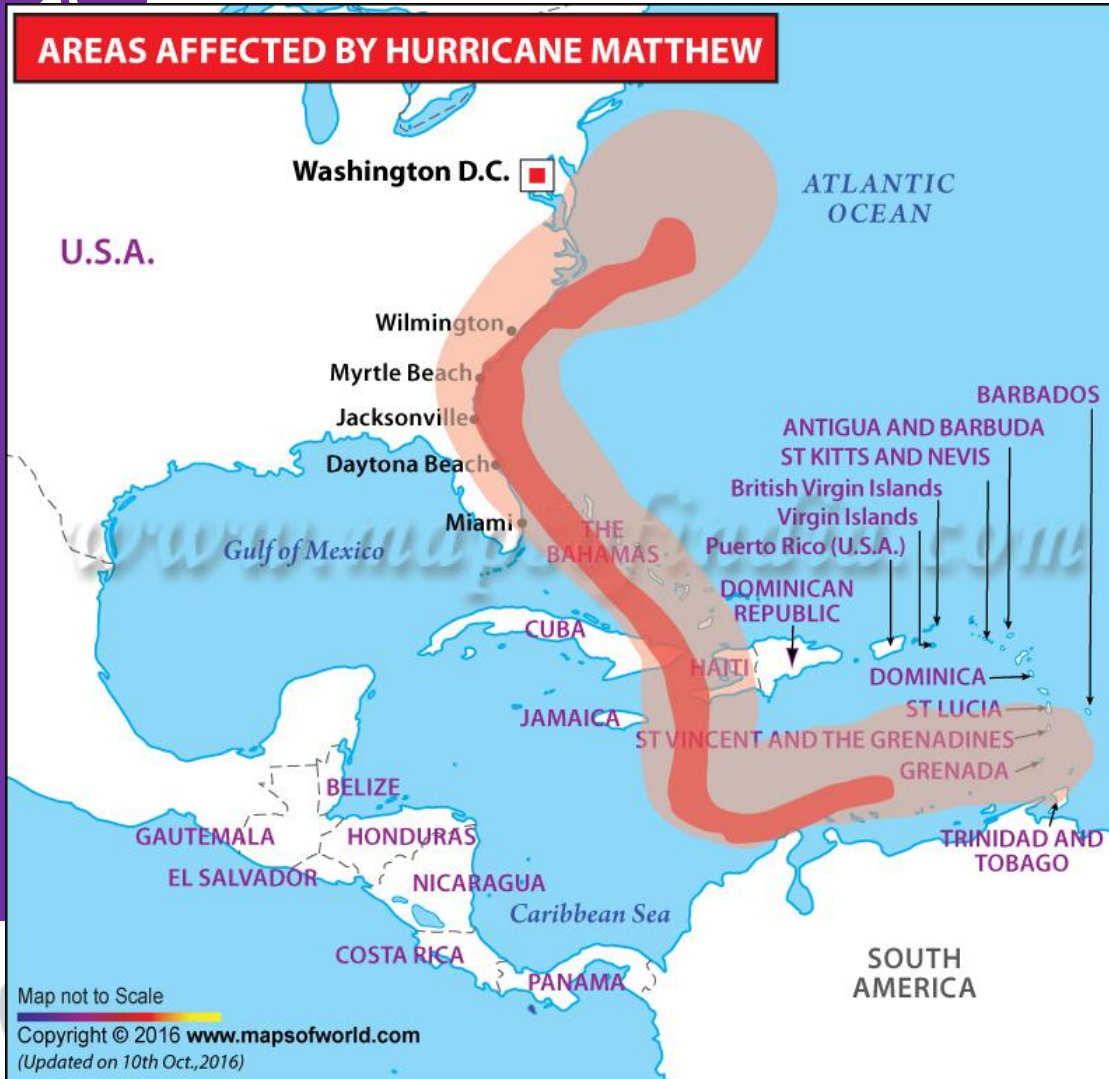 AREAS AFFECTED BY HURRICANE MATTHEW
Washington D.C.
ATLANTIC
OCEAN
U.S.A.
Wilmington
Myrtle Beach
Jacksonville
Daytona Beach
Miami
Gulf of Mexico
THE
BAHAMAS
BARBADOS
ANTIGUA AND BARBUDA
ST KITTS AND NEVIS
British Virgin Islands
Virgin Islands
Puerto Rico (U.S.A.)
DOMINICAN
REPUBLIC
CUBA
HAITI
DOMINICA
JAMAICA
ST LUCIA
ST VINCENT AND THE GRENADINES
GRENADA
BELIZE
GAUTEMALA
HONDURAS
TRINIDAD AND
TOBAGO
EL SALVADOR
NICARAGUA
Caribbean Sea
COSTA RICA
PANAMA
SOUTH
AMERICA
Map not to Scale
Copyright © 2016 www.mapsofworld.com
(Updated on 10th Oct.,2016)